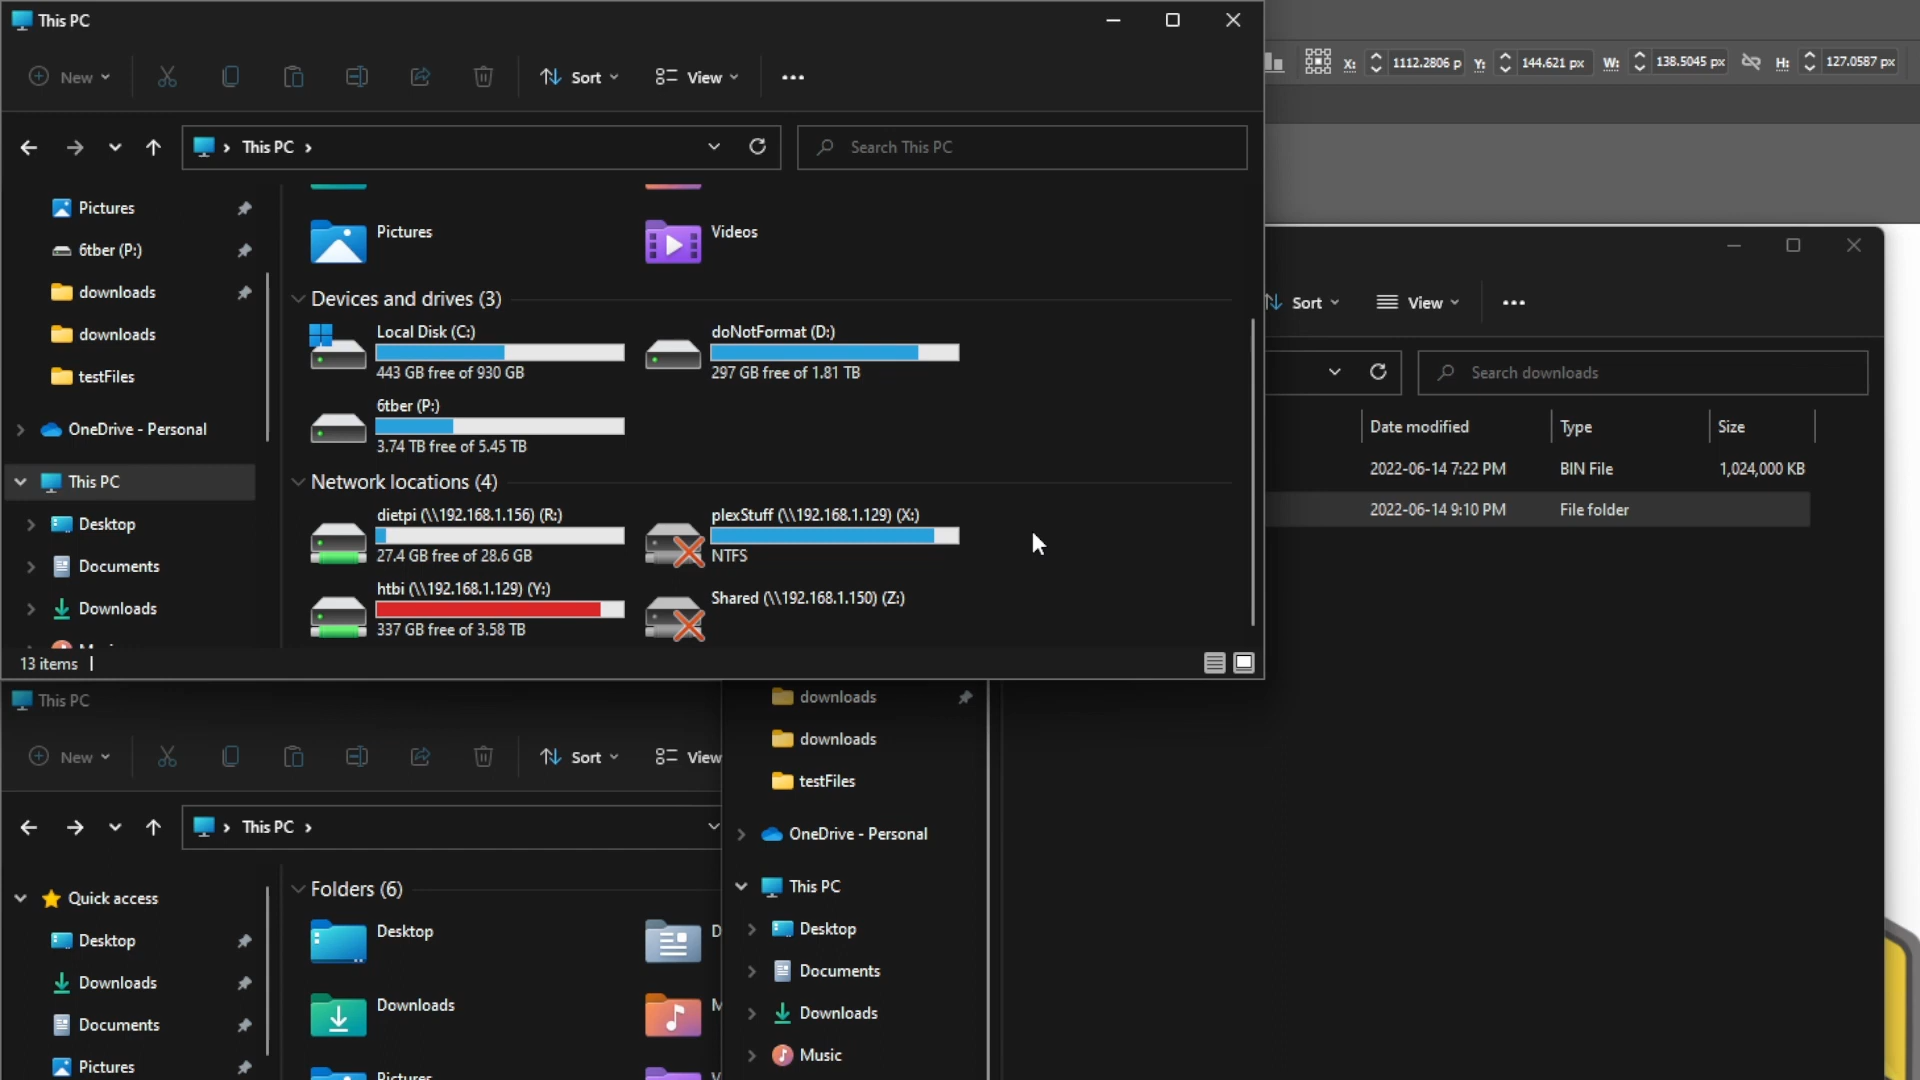 This PC
New
Sort
View
X: 1112.2806 p Y: 144.621 px W: 138.5045 px H: 127.0587 px
This PC
Search This PC
Pictures
6tber (P:)
downloads
downloads
testFiles
OneDrive - Personal
This PC
Desktop
Documents
Downloads
Pictures
Videos
Devices and drives (3)
Local Disk (C:)
443 GB free of 930 GB
doNotFormat (D:)
297 GB free of 1.81 TB
6tber (P:)
3.74 TB free of 5.45 TB
Network locations (4)
dietpi (\\192.168.1.156) (R:)
27.4 GB free of 28.6 GB
plexStuff (\\192.168.1.129) (X:)
NTFS
htbi (\\192.168.1.129) (Y:)
337 GB free of 3.58 TB
Shared (\\192.168.1.150) (Z:)
13 items
Sort
View
Search downloads
Date modified Type Size
2022-06-14 7:22 PM BIN File 1,024,000 KB
2022-06-14 9:10 PM File folder
This PC
New
Sort
View
This PC
Quick access
Desktop
Downloads
Documents
Pictures
Folders (6)
Desktop
D
Downloads
M
Pictures
downloads
downloads
testFiles
OneDrive - Personal
This PC
Desktop
Documents
Downloads
Music